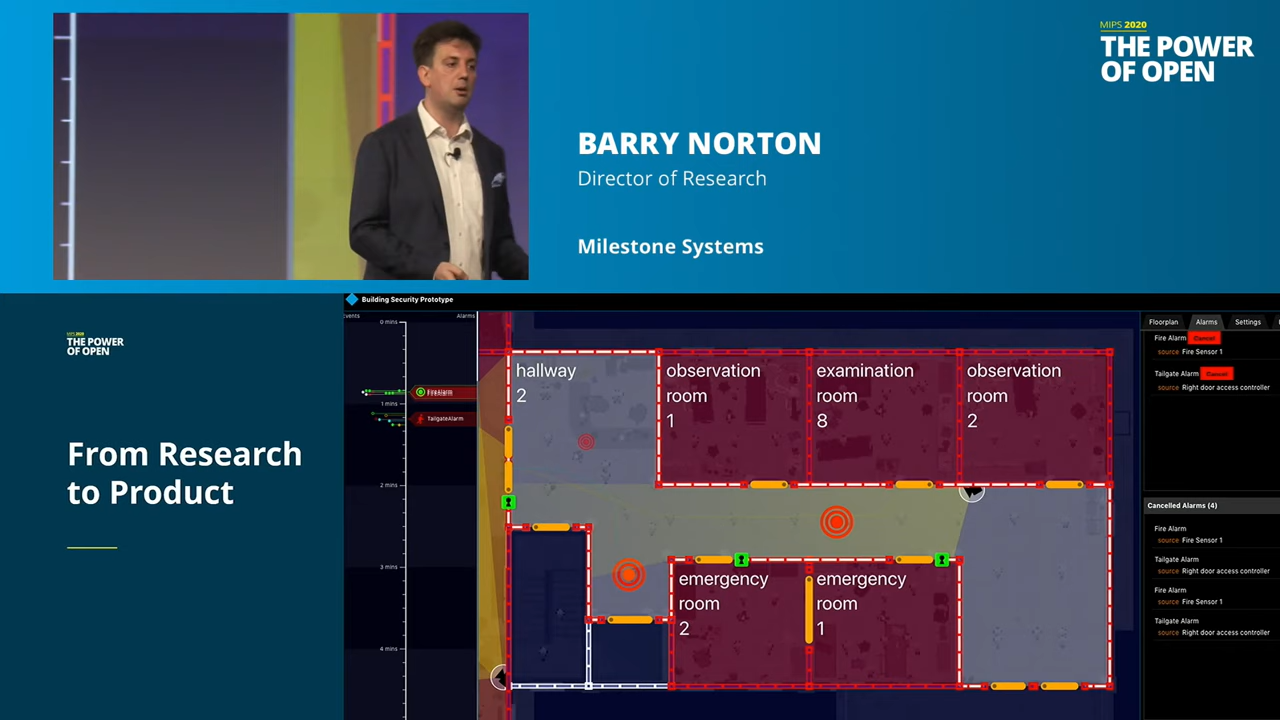 MIPS 2020
THE POWER
OF OPEN
BARRY NORTON
Director of Research
Milestone Systems
MIPS 2020
THE POWER
OF OPEN
From Research
to Product
Building Security Prototype
Alarms
0 mins
FireAlarm
1 mins
TailgateAlarm
2 mins
3 mins
4 mins
hallway
2
observation
room
1
examination
room
8
observation
room
2
emergency
room
2
emergency
room
1
Floorplan Alarms Settings
Fire Alarm Cancel
source Fire Sensor 1
Tailgate Alarm Cancel
source Right door access controller
Cancelled Alarms (4)
Fire Alarm
source Fire Sensor 1
Tailgate Alarm
source Right door access controller
Fire Alarm
source Fire Sensor 1
Tailgate Alarm
source Right door access controller